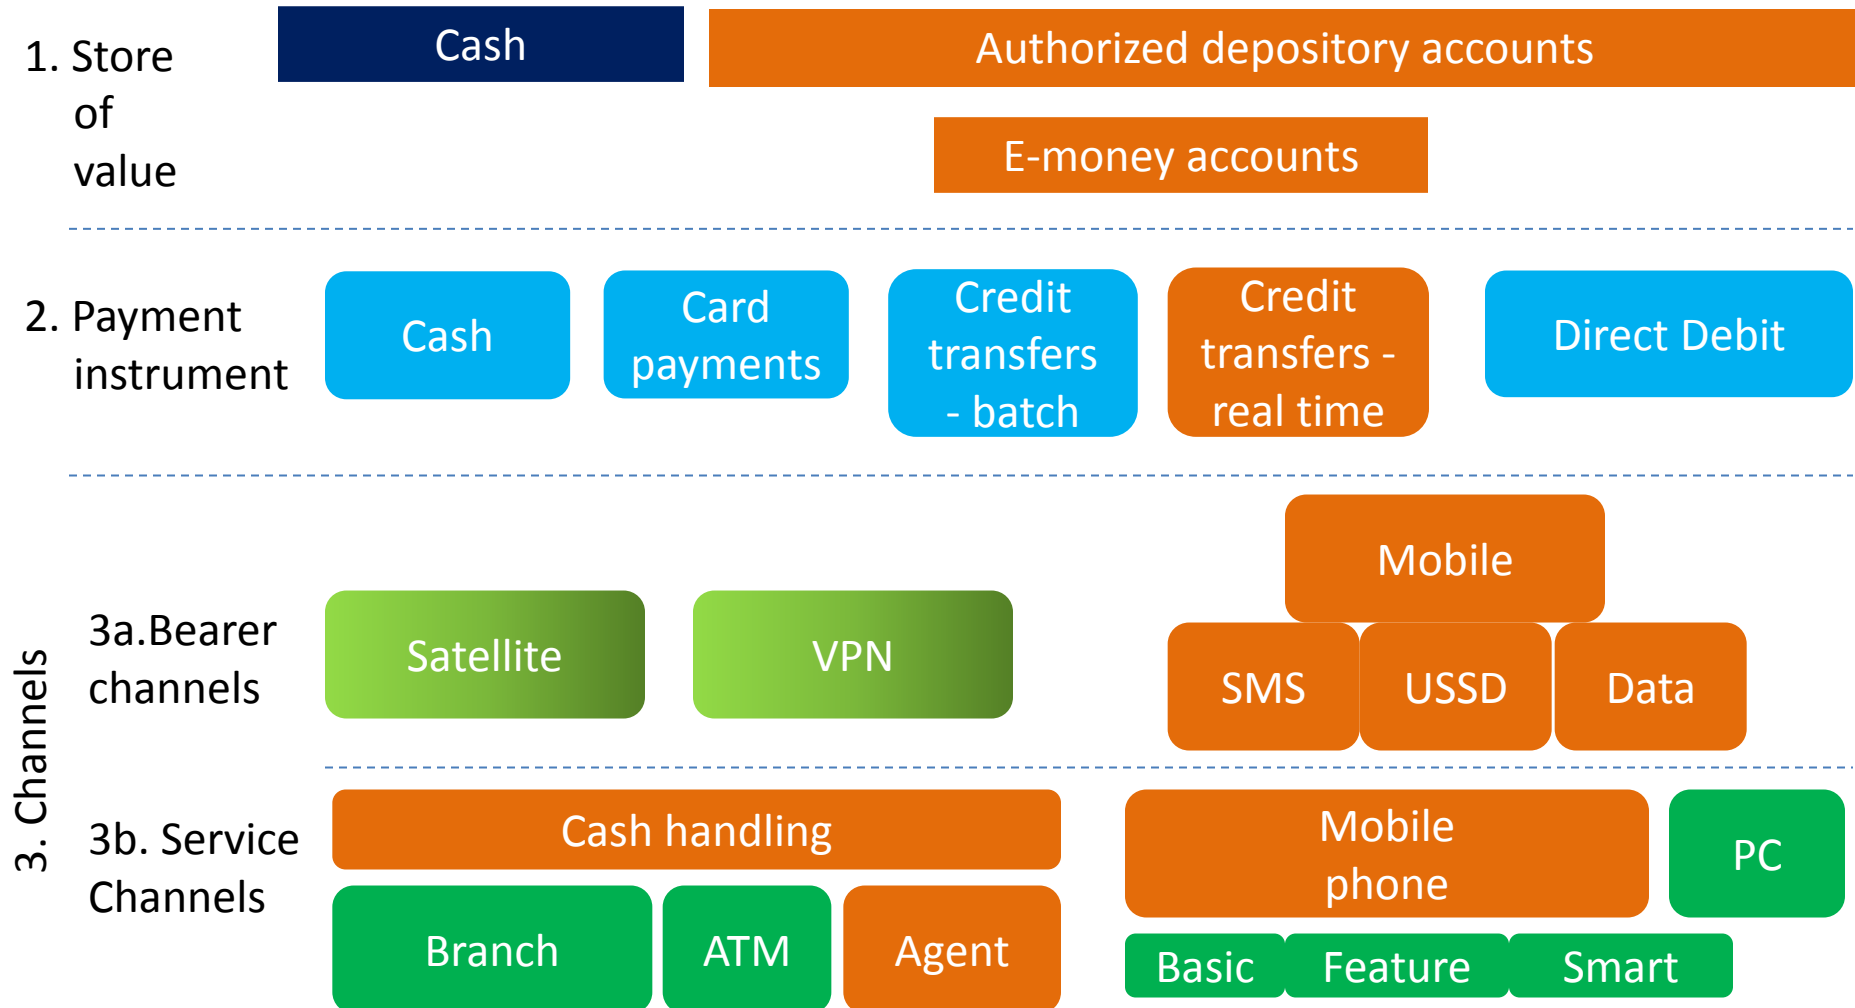 1. Store
of
value
Cash
Authorized depository accounts
E-money accounts
2. Payment
instrument
Cash
Card
payments
Credit
transfers
- batch
Credit
transfers -
real time
Direct Debit
3. Channels
3a.Bearer
channels
Satellite
VPN
Mobile
SMS
USSD
Data
3b. Service
Channels
Cash handling
Branch
ATM
Agent
Mobile
phone
PC
Basic
Feature
Smart